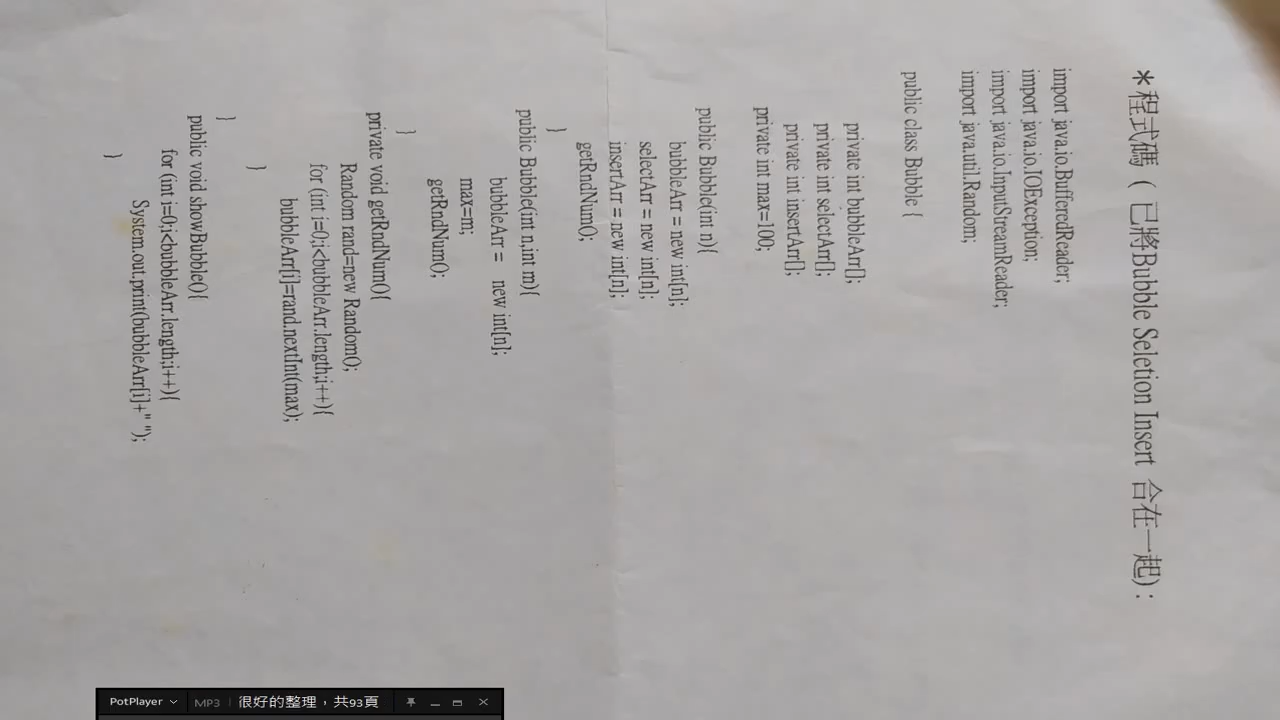 *程式碼 ( 已將Bubble Seletion Insert 合在一起) :
import java.io.BufferedReader;
import java.io.IOException;
import java.io.InputStreamReader;
import java.util.Random;
public class Bubble {
private int bubbleArr[];
private int selectArr[];
private int insertArr[];
private int max=100;
public Bubble(int n){
bubbleArr = new int[n];
selectArr = new int[n];
insertArr = new int[n];
getRndNum();
}
public Bubble(int n,int m){
bubbleArr = new int[n];
max=m;
getRndNum();
}
private void getRndNum(){
Random rand=new Random();
for (int i=0;i<bubbleArr.length;i++){
bubbleArr[i]=rand.nextInt(max);
}
}
public void showBubble(){
for (int i=0;i<bubbleArr.length;i++){
System.out.print(bubbleArr[i]+" ");
}
PotPlayer MP3 很好的整理,共93頁